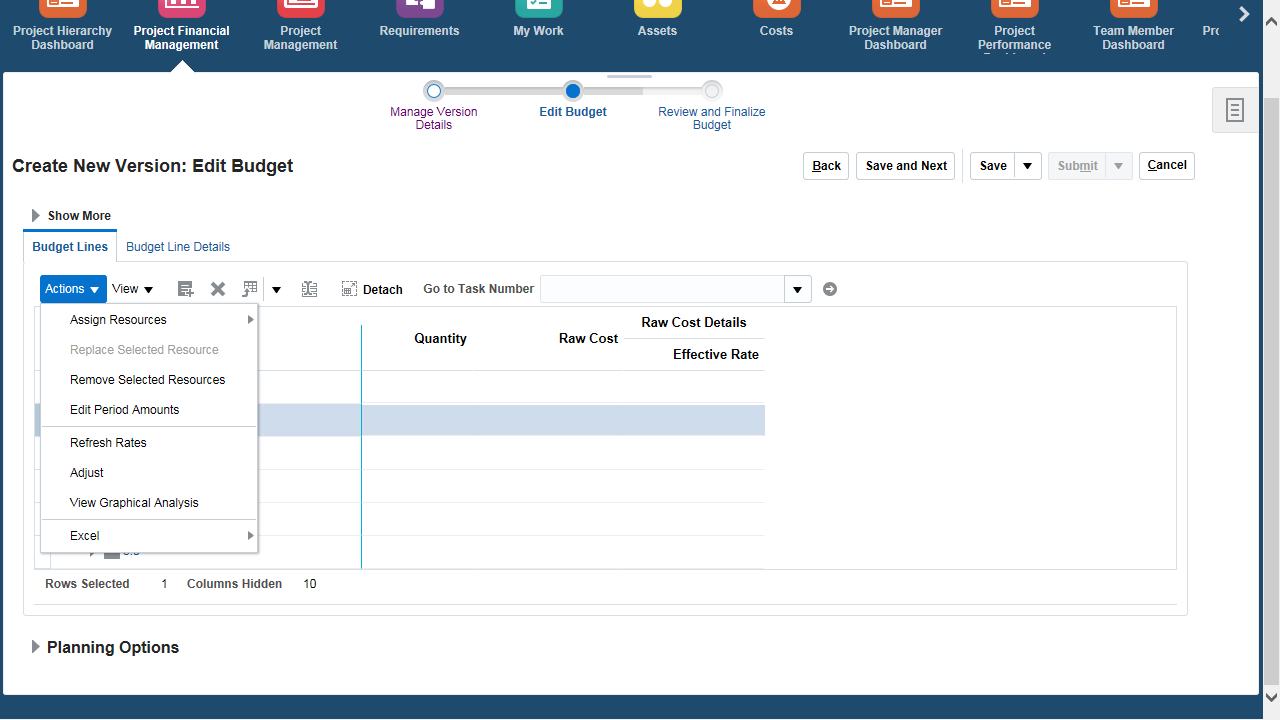 Project Hierarchy
Dashboard
Project Financial
Management
Project
Management
Requirements
My Work
Assets
Costs
Project Manager
Dashboard
Project
Performance
Team Member
Dashboard
Manage Version
Details
Edit Budget
Review and Finalize
Budget
Create New Version: Edit Budget
Back
Save and Next
Save
Submit
Cancel
Show More
Budget Lines
Budget Line Details
Actions
View
Detach
Go to Task Number
Assign Resources
Replace Selected Resource
Remove Selected Resources
Edit Period Amounts
Refresh Rates
Adjust
View Graphical Analysis
Excel
Quantity
Raw Cost
Raw Cost Details
Effective Rate
Rows Selected 1 Columns Hidden 10
Planning Options